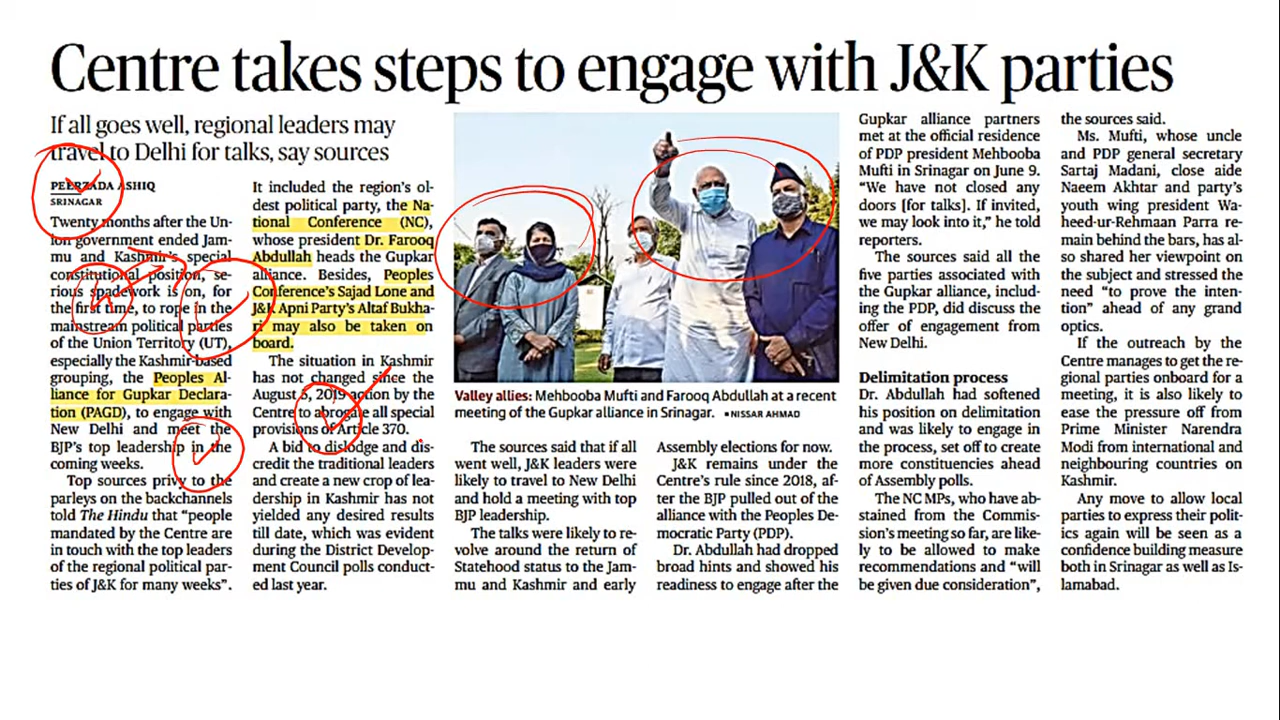 Centre takes steps to engage with J&K parties
If all goes well, regional leaders may
travel to Delhi for talks, say sources
PEERZADA ASHIQ
SRINAGAR
Twenty months after the Un-
ion government ended Jam-
mu and Kashmir's special
constitutional position, se-
rious spadework is on, for
the first time, to rope in the
mainstream political parties
of the Union Territory (UT),
especially the Kashmir-based
grouping, the Peoples Al-
liance for Gupkar Declara-
tion (PAGD), to engage with
New Delhi and meet the
BJP's top leadership in the
coming weeks.
Top sources privy to the
parleys on the backchannels
told The Hindu that “people
mandated by the Centre are
in touch with the top leaders
of the regional political par-
ties of J&K for many weeks”.
It included the region's ol-
dest political party, the Na-
tional Conference (NC),
whose president Dr. Farooq
Abdullah heads the Gupkar
alliance. Besides, Peoples
Conference's Sajad Lone and
J&K Apni Party's Altaf Bukha-
ri may also be taken on
board.
The situation in Kashmir
has not changed since the
August 5, 2019 action by the
Centre to abrogate all special
provisions of Article 370.
A bid to dislodge and dis-
credit the traditional leaders
and create a new crop of lea-
dership in Kashmir has not
yielded any desired results
till date, which was evident
during the District Develop-
ment Council polls conduct-
ed last year.
Valley allies: Mehbooba Mufti and Farooq Abdullah at a recent
meeting of the Gupkar alliance in Srinagar. ▪NISSAR AHMAD
The sources said that if all
went well, J&K leaders were
likely to travel to New Delhi
and hold a meeting with top
BJP leadership.
The talks were likely to re-
volve around the return of
Statehood status to the Jam-
mu and Kashmir and early
Assembly elections for now.
J&K remains under the
Centre's rule since 2018, af-
ter the BJP pulled out of the
alliance with the Peoples De-
mocratic Party (PDP).
Dr. Abdullah had dropped
broad hints and showed his
readiness to engage after the
Gupkar alliance partners
met at the official residence
of PDP president Mehbooba
Mufti in Srinagar on June 9.
“We have not closed any
doors [for talks]. If invited,
we may look into it,” he told
reporters.
The sources said all the
five parties associated with
the Gupkar alliance, includ-
ing the PDP, did discuss the
offer of engagement from
New Delhi.
Delimitation process
Dr. Abdullah had softened
his position on delimitation
and was likely to engage in
the process, set off to create
more constituencies ahead
of Assembly polls.
The NC MPs, who have ab-
stained from the Commis-
sion's meeting so far, are like-
ly to be allowed to make
recommendations and “will
be given due consideration”,
the sources said.
Ms. Mufti, whose uncle
and PDP general secretary
Sartaj Madani, close aide
Naeem Akhtar and party's
youth wing president Wa-
heed-ur-Rehmaan Parra re-
main behind the bars, has al-
so shared her viewpoint on
the subject and stressed the
need “to prove the inten-
tion” ahead of any grand
optics.
If the outreach by the
Centre manages to get the re-
gional parties onboard for a
meeting, it is also likely to
ease the pressure off from
Prime Minister Narendra
Modi from international and
neighbouring countries on
Kashmir.
Any move to allow local
parties to express their polit-
ics again will be seen as a
confidence building measure
both in Srinagar as well as Is-
lamabad.